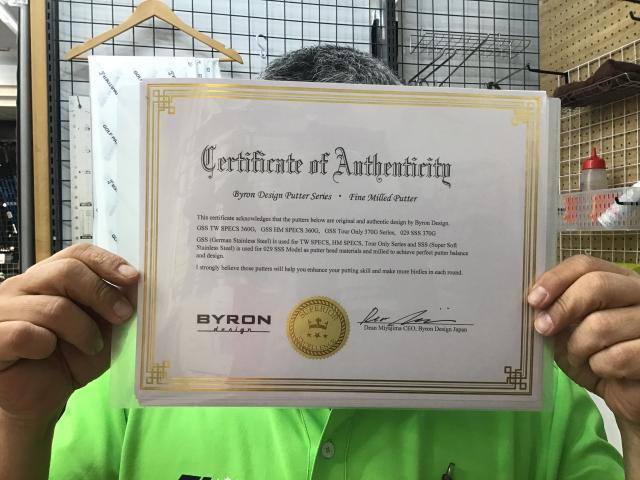 Certificate of Authenticity
Byron Design Putter Series • Fine Milled Putter
This certificate acknowledges that the putters below are original and authentic design by Byron Design.
GSS TW SPECS 360G, GSS HM SPECS 360G, GSS Tour Only 370G Series, 029 SSS 370G
GSS (German Stainless Steel) is used for TW SPECS, HM SPECS, Tour Only Series and SSS (Super Soft
Stainless Steel) is used for 029 SSS Model as putter head materials and milled to achieve perfect putter balance
and design.
I strongly believe those putters will help you enhance your putting skill and make more birdies in each round.
BYRON
design
SUPERIOR
EXCELLENCE
Dean Miyajima CEO, Byron Design Japan